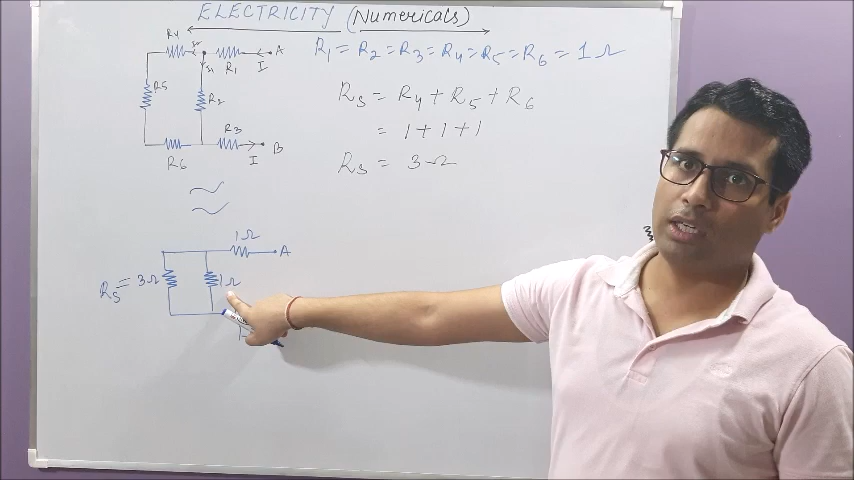 ELECTRICITY (Numericals)
R1 = R2 = R3 = R4 = R5 = R6 = 1 Ω
R4
R1
I
A
R5
R2
R3
I
B
R6
Rs = R4 + R5 + R6
= 1 + 1 + 1
Rs = 3 Ω
1 Ω
A
Rs = 3 Ω
1 Ω